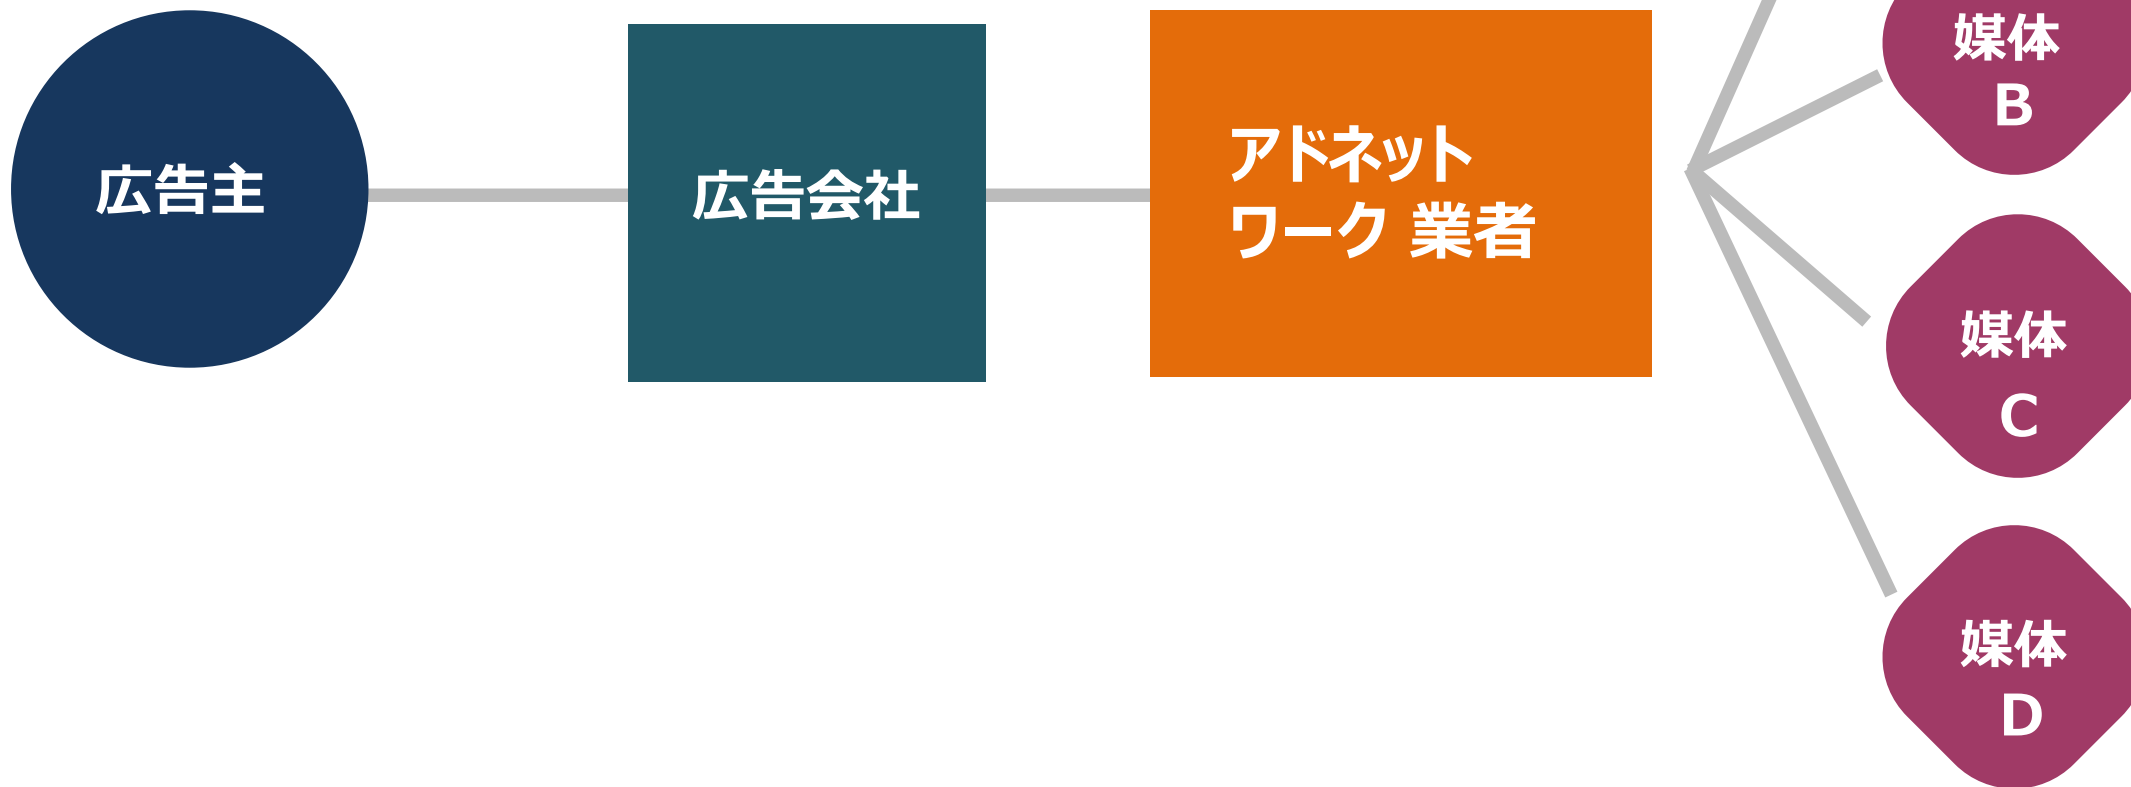 広告主
広告会社
アドネット
ワーク 業者
媒体
B
媒体
C
媒体
D